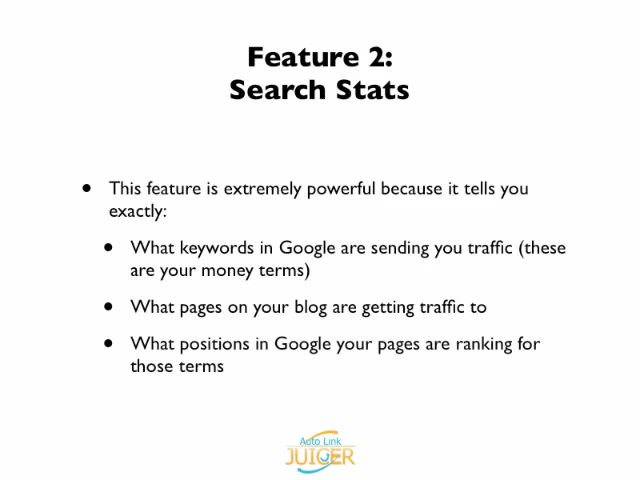 Feature 2:
Search Stats
• This feature is extremely powerful because it tells you
exactly:
• What keywords in Google are sending you traffic (these
are your money terms)
• What pages on your blog are getting traffic to
• What positions in Google your pages are ranking for
those terms
Auto Link
JUICER